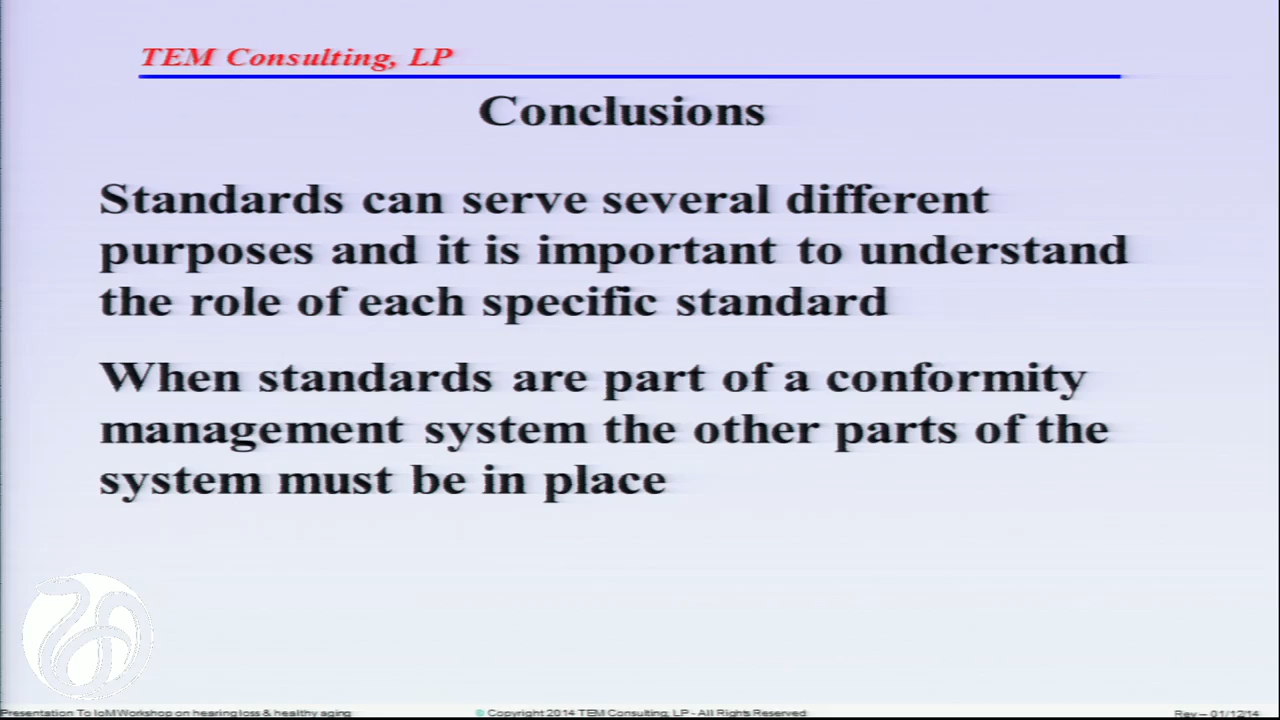 TEM Consulting, LP
Conclusions
Standards can serve several different
purposes and it is important to understand
the role of each specific standard
When standards are part of a conformity
management system the other parts of the
system must be in place
Presentation To IoM Workshop on hearing loss & healthy aging
© Copyright 2014 TEM Consulting, LP - All Rights Reserved
Rev – 01/12/14